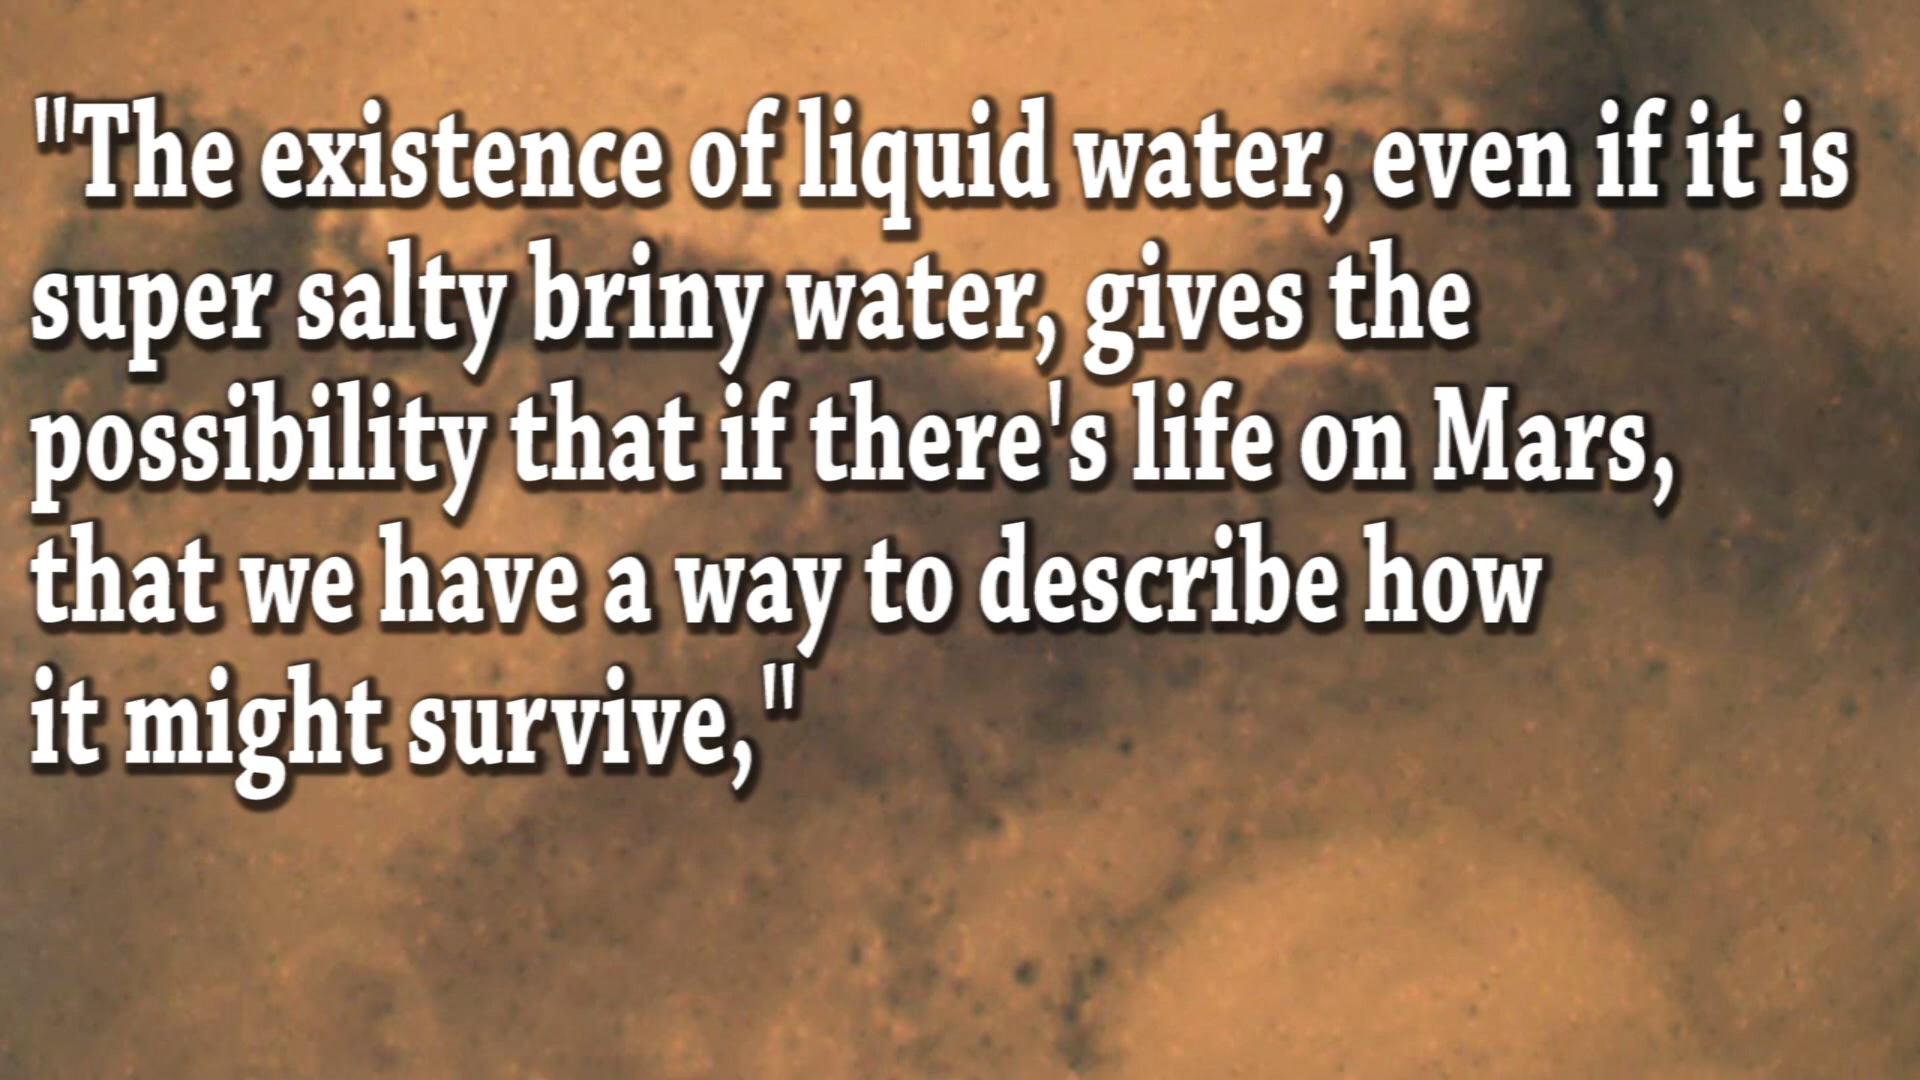 "The existence of liquid water, even if it is
super salty briny water, gives the
possibility that if there's life on Mars,
that we have a way to describe how
it might survive,"